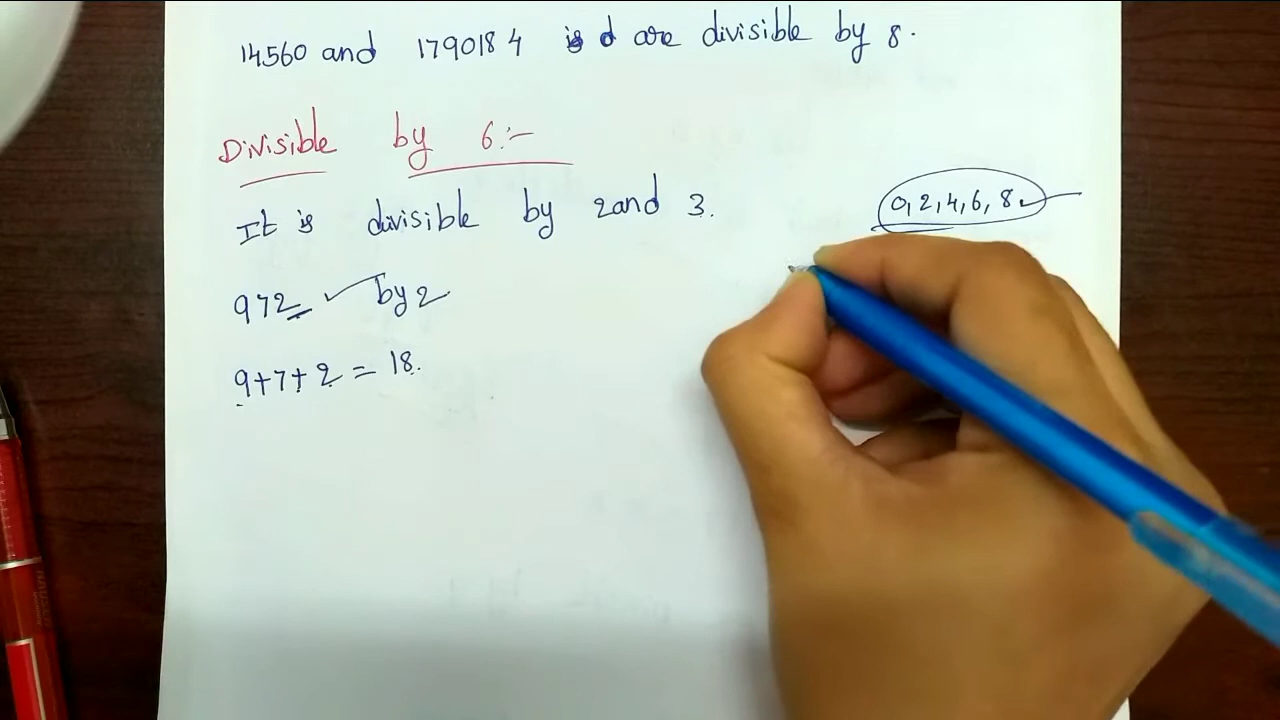 14560 and 1790184 is d are divisible by 8.
Divisible by 6:-
It is divisible by 2 and 3.
0, 2, 4, 6, 8
972 ✓ by 2
9+7+2 = 18.